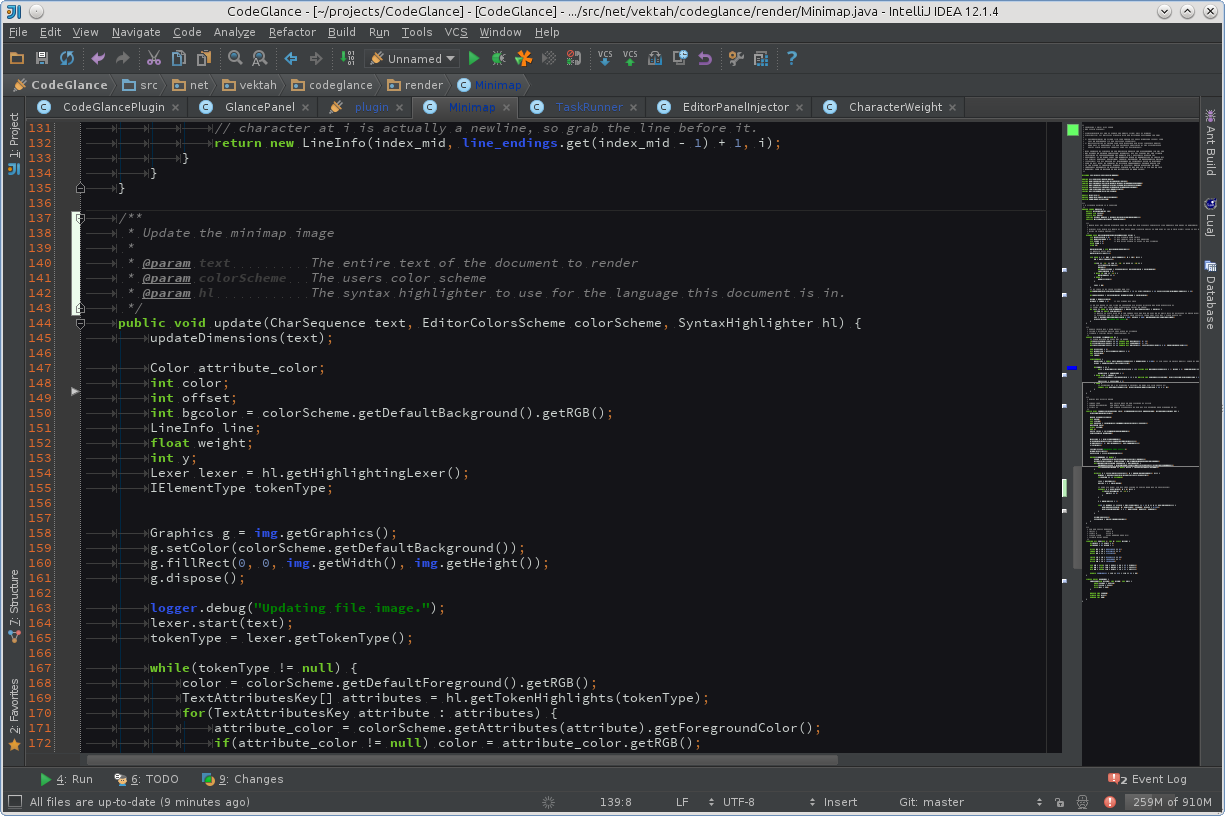 CodeGlance - [~/projects/CodeGlance] - [CodeGlance] - .../src/net/vektah/codeglance/render/Minimap.java - IntelliJ IDEA 12.1.4
File Edit View Navigate Code Analyze Refactor Build Run Tools VCS Window Help
Unnamed VCS VCS ?
CodeGlance src net vektah codeglance render Minimap
CodeGlancePlugin GlancePanel plugin Minimap TaskRunner EditorPanelInjector CharacterWeight
1: Project
7: Structure
2: Favorites
131 // character at i is actually a newline, so grab the line before it.
132 return new LineInfo(index_mid, line_endings.get(index_mid - 1) + 1, i);
133 }
134 }
135 }
136
137 /**
138 * Update the minimap image
139 *
140 * @param text The entire text of the document to render
141 * @param colorScheme The users color scheme
142 * @param hl The syntax highlighter to use for the language this document is in.
143 */
144 public void update(CharSequence text, EditorColorsScheme colorScheme, SyntaxHighlighter hl) {
145 updateDimensions(text);
146
147 Color attribute_color;
148 int color;
149 int offset;
150 int bgcolor = colorScheme.getDefaultBackground().getRGB();
151 LineInfo line;
152 float weight;
153 int y;
154 Lexer lexer = hl.getHighlightingLexer();
155 IElementType tokenType;
156
157
158 Graphics g = img.getGraphics();
159 g.setColor(colorScheme.getDefaultBackground());
160 g.fillRect(0, 0, img.getWidth(), img.getHeight());
161 g.dispose();
162
163 logger.debug("Updating file image.");
164 lexer.start(text);
165 tokenType = lexer.getTokenType();
166
167 while(tokenType != null) {
168 color = colorScheme.getDefaultForeground().getRGB();
169 TextAttributesKey[] attributes = hl.getTokenHighlights(tokenType);
170 for(TextAttributesKey attribute : attributes) {
171 attribute_color = colorScheme.getAttributes(attribute).getForegroundColor();
172 if(attribute_color != null) color = attribute_color.getRGB();
Ant Build
Lua
Database
4: Run 6: TODO 9: Changes 2 Event Log
All files are up-to-date (9 minutes ago) 139:8 LF UTF-8 Insert Git: master 259M of 910M